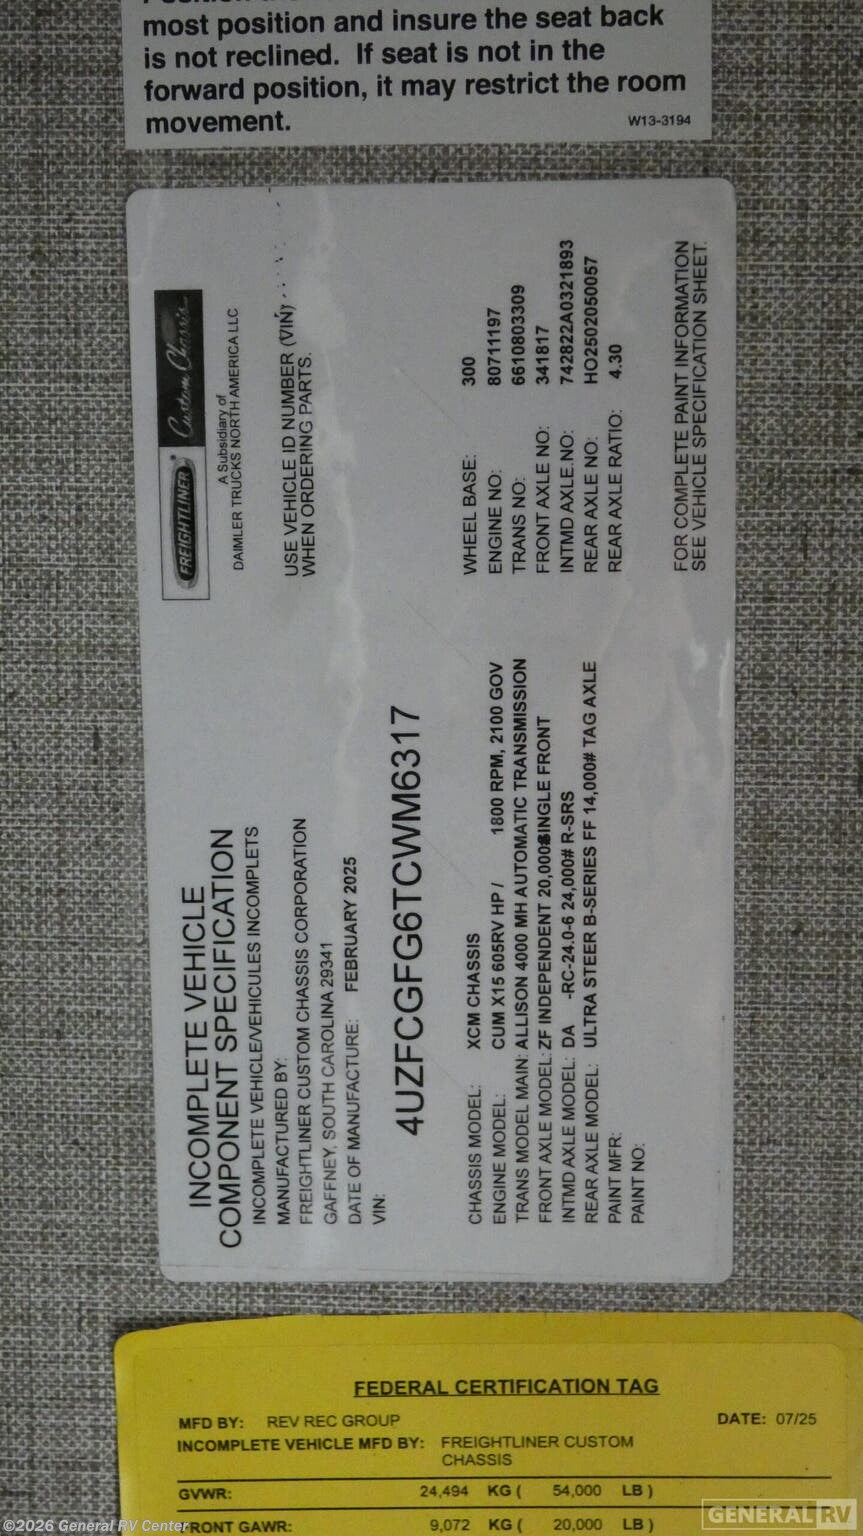 most position and insure the seat back
is not reclined. If seat is not in the
forward position, it may restrict the room
movement.
W13-3194
INCOMPLETE VEHICLE
COMPONENT SPECIFICATION
INCOMPLETE VEHICLE/VEHICULES INCOMPLETS
MANUFACTURED BY:
FREIGHTLINER CUSTOM CHASSIS CORPORATION
GAFFNEY, SOUTH CAROLINA 29341
DATE OF MANUFACTURE: FEBRUARY 2025
VIN:
4UZFCGFG6TCWM6317
FREIGHTLINER Custom Chassis
A Subsidiary of
DAIMLER TRUCKS NORTH AMERICA LLC
USE VEHICLE ID NUMBER (VIN)
WHEN ORDERING PARTS.
CHASSIS MODEL: XCM CHASSIS
ENGINE MODEL: CUM X15 605RV HP / 1800 RPM, 2100 GOV
TRANS MODEL MAIN: ALLISON 4000 MH AUTOMATIC TRANSMISSION
FRONT AXLE MODEL: ZF INDEPENDENT 20,000# SINGLE FRONT
INTMD AXLE MODEL: DA -RC-24.0-6 24,000# R-SRS
REAR AXLE MODEL: ULTRA STEER B-SERIES FF 14,000# TAG AXLE
PAINT MFR:
PAINT NO:
WHEEL BASE: 300
ENGINE NO: 80711197
TRANS NO: 6610803309
FRONT AXLE NO: 341817
INTMD AXLE NO: 742822A0321893
REAR AXLE NO: HO2502050057
REAR AXLE RATIO: 4.30
FOR COMPLETE PAINT INFORMATION
SEE VEHICLE SPECIFICATION SHEET.
FEDERAL CERTIFICATION TAG
MFD BY: REV REC GROUP DATE: 07/25
INCOMPLETE VEHICLE MFD BY: FREIGHTLINER CUSTOM
CHASSIS
GVWR: 24,494 KG ( 54,000 LB )
FRONT GAWR: 9,072 KG ( 20,000 LB )
©2026 General RV Center
GENERAL RV